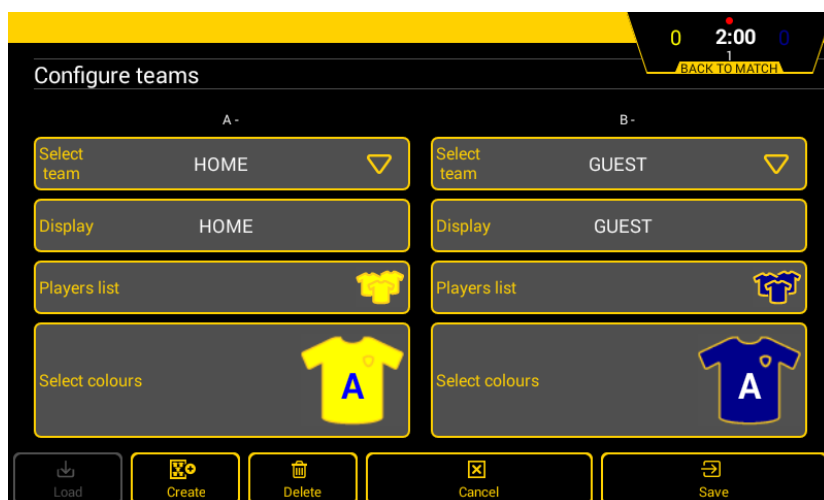 0 2:00 0
1
BACK TO MATCH
Configure teams
A -
B -
Select team HOME
Select team GUEST
Display HOME
Display GUEST
Players list
Players list
Select colours A
Select colours A
Load
Create
Delete
Cancel
Save